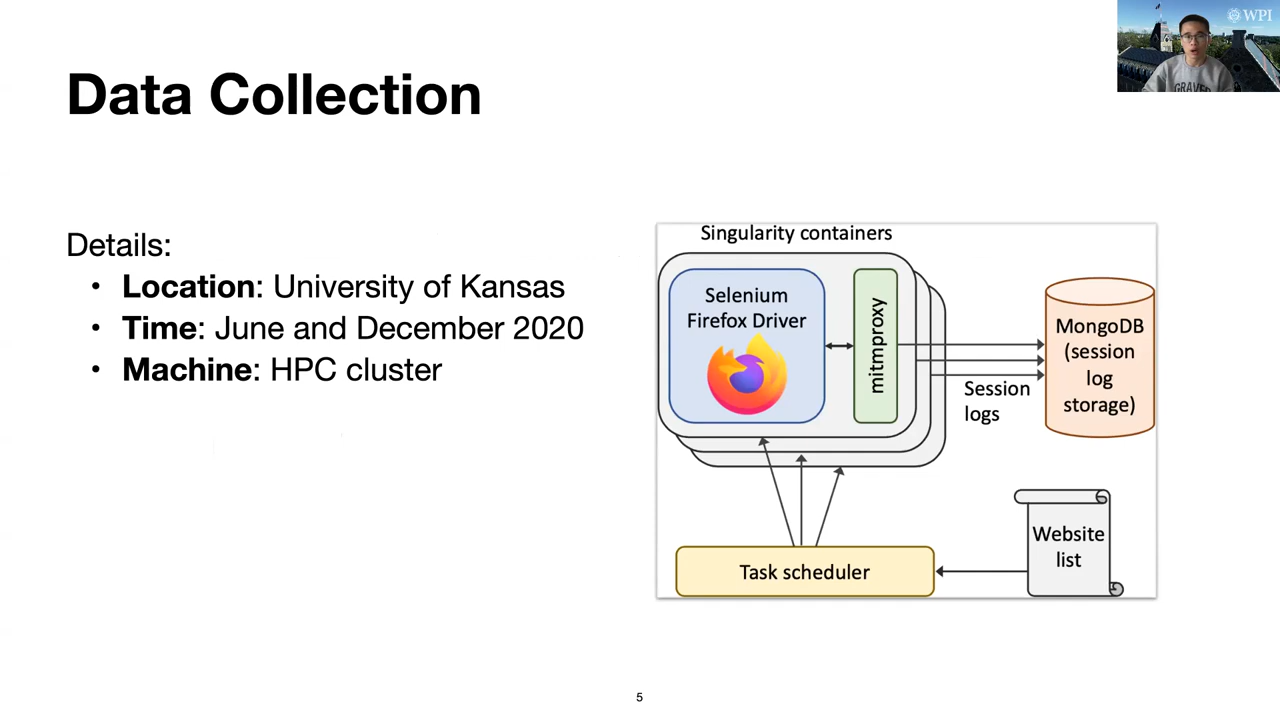 WPI
Data Collection
Details:
• Location: University of Kansas
• Time: June and December 2020
• Machine: HPC cluster
Singularity containers
Selenium
Firefox Driver
mitmproxy
Session
logs
MongoDB
(session
log
storage)
Website
list
Task scheduler
5